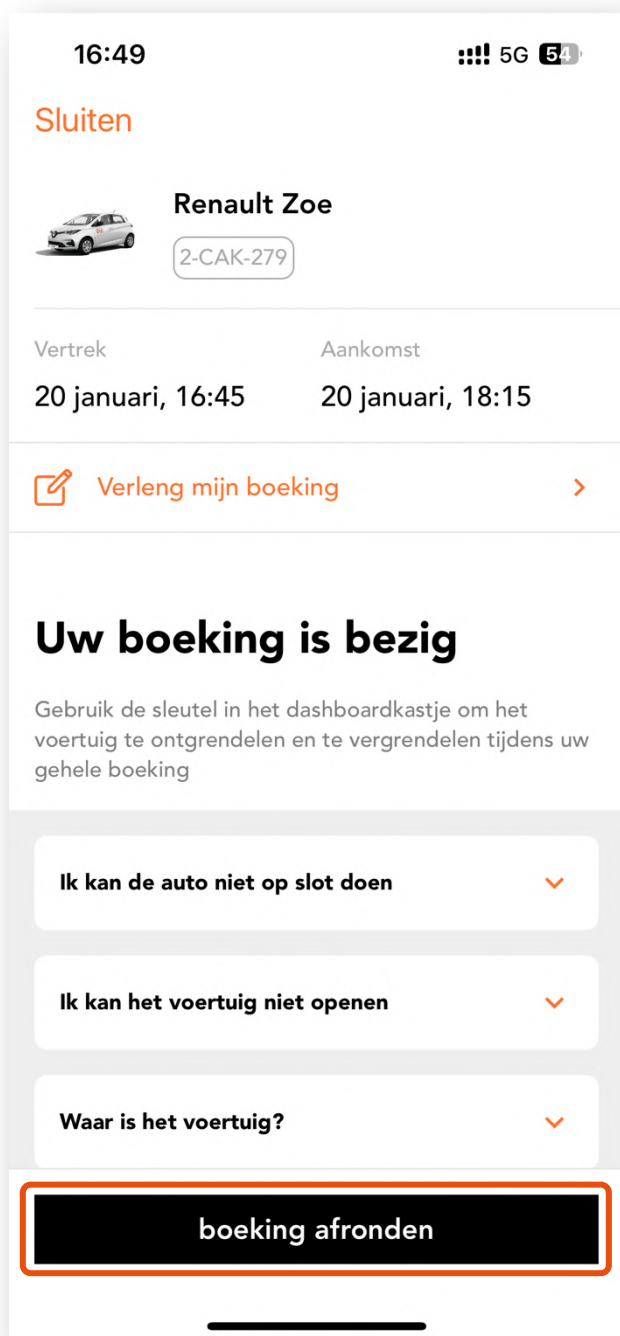 16:49
5G 54
Sluiten
Renault Zoe
2-CAK-279
Vertrek
Aankomst
20 januari, 16:45
20 januari, 18:15
Verleng mijn boeking
Uw boeking is bezig
Gebruik de sleutel in het dashboardkastje om het
voertuig te ontgrendelen en te vergrendelen tijdens uw
gehele boeking
Ik kan de auto niet op slot doen
Ik kan het voertuig niet openen
Waar is het voertuig?
boeking afronden